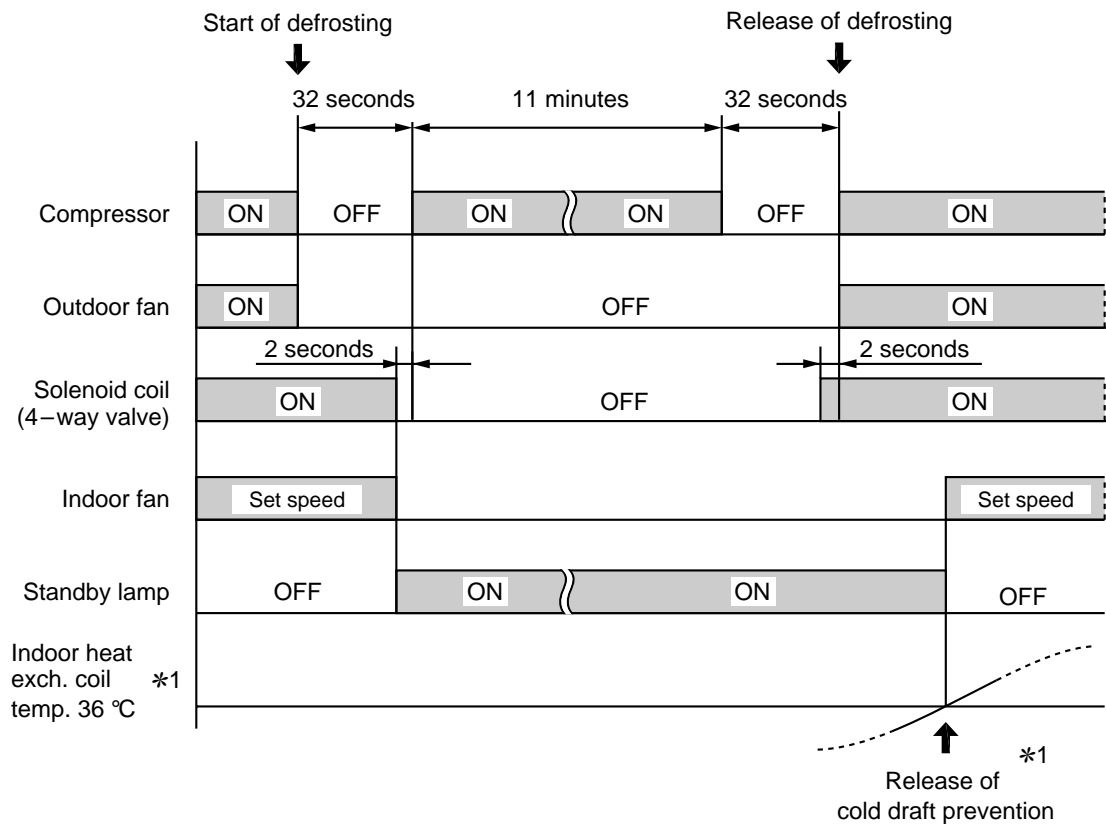 Start of defrosting
Release of defrosting
32 seconds
11 minutes
32 seconds
Compressor
ON
OFF
ON
ON
OFF
ON
Outdoor fan
ON
OFF
ON
2 seconds
2 seconds
Solenoid coil
(4–way valve)
ON
OFF
ON
Indoor fan
Set speed
Set speed
Standby lamp
OFF
ON
ON
OFF
Indoor heat
exch. coil *1
temp. 36 °C
*1
Release of
cold draft prevention